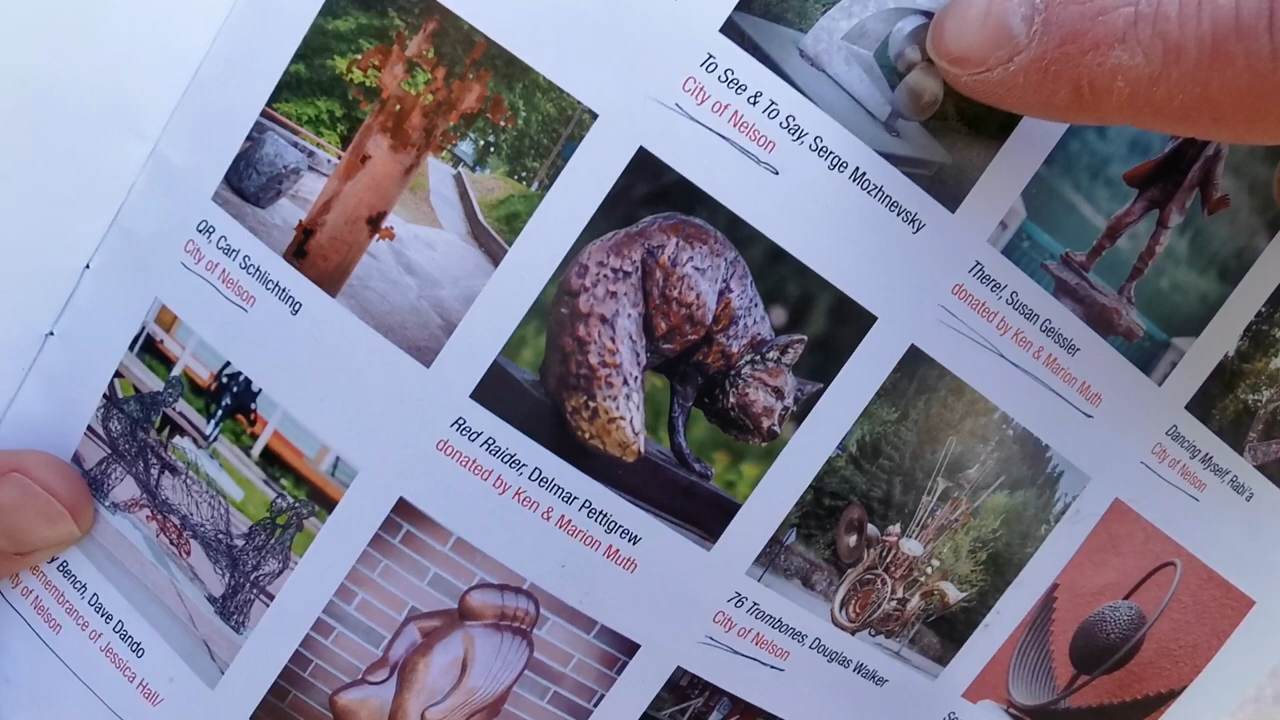 To See & To Say, Serge Mozhnevsky
City of Nelson
QR, Carl Schlichting
City of Nelson
There!, Susan Geissler
donated by Ken & Marion Muth
Red Raider, Delmar Pettigrew
donated by Ken & Marion Muth
Dancing Myself, Rabi'a
City of Nelson
Bench, Dave Dando
Remembrance of Jessica Hall/
City of Nelson
76 Trombones, Douglas Walker
City of Nelson